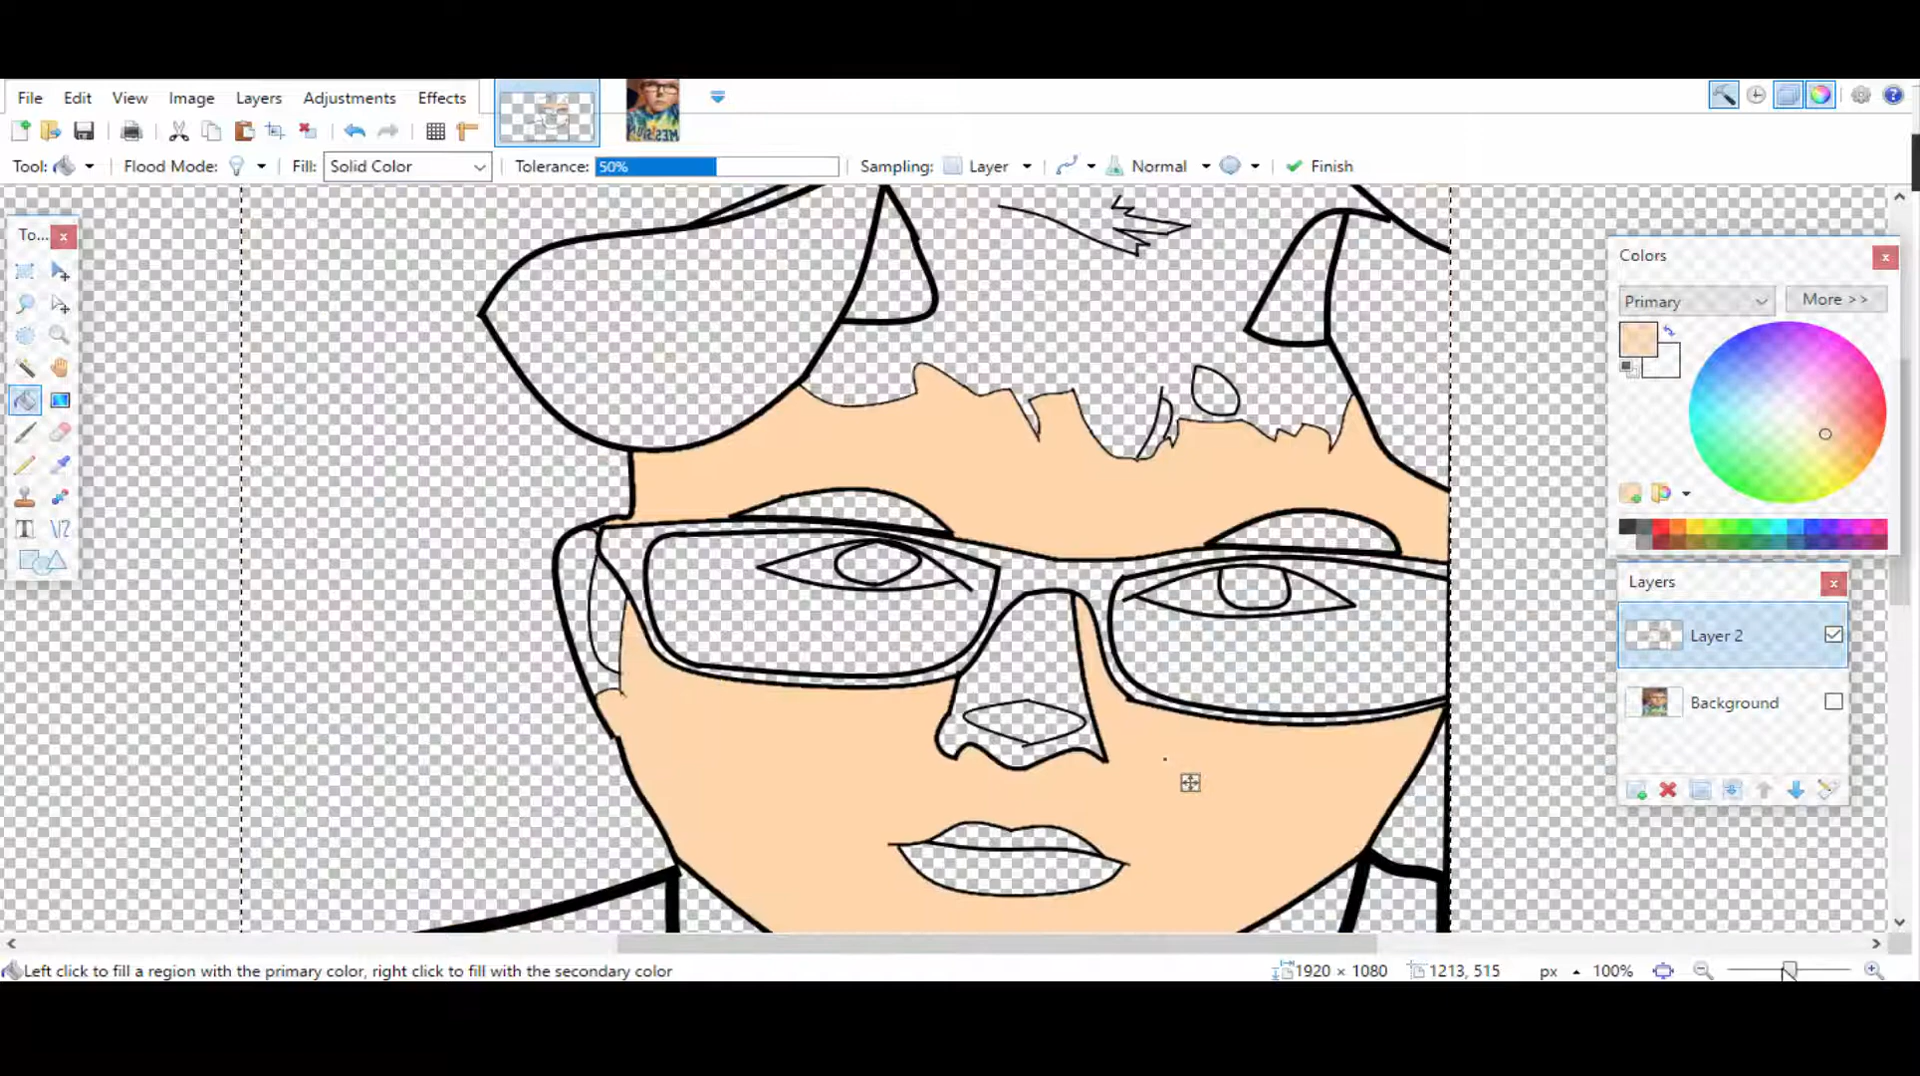 File Edit View Image Layers Adjustments Effects
Tool: Flood Mode: Fill: Solid Color Tolerance: 50% Sampling: Layer Normal Finish
To...
Colors
Primary More >>
Layers
Layer 2
Background
Left click to fill a region with the primary color, right click to fill with the secondary color 1920 × 1080 1213, 515 px 100%